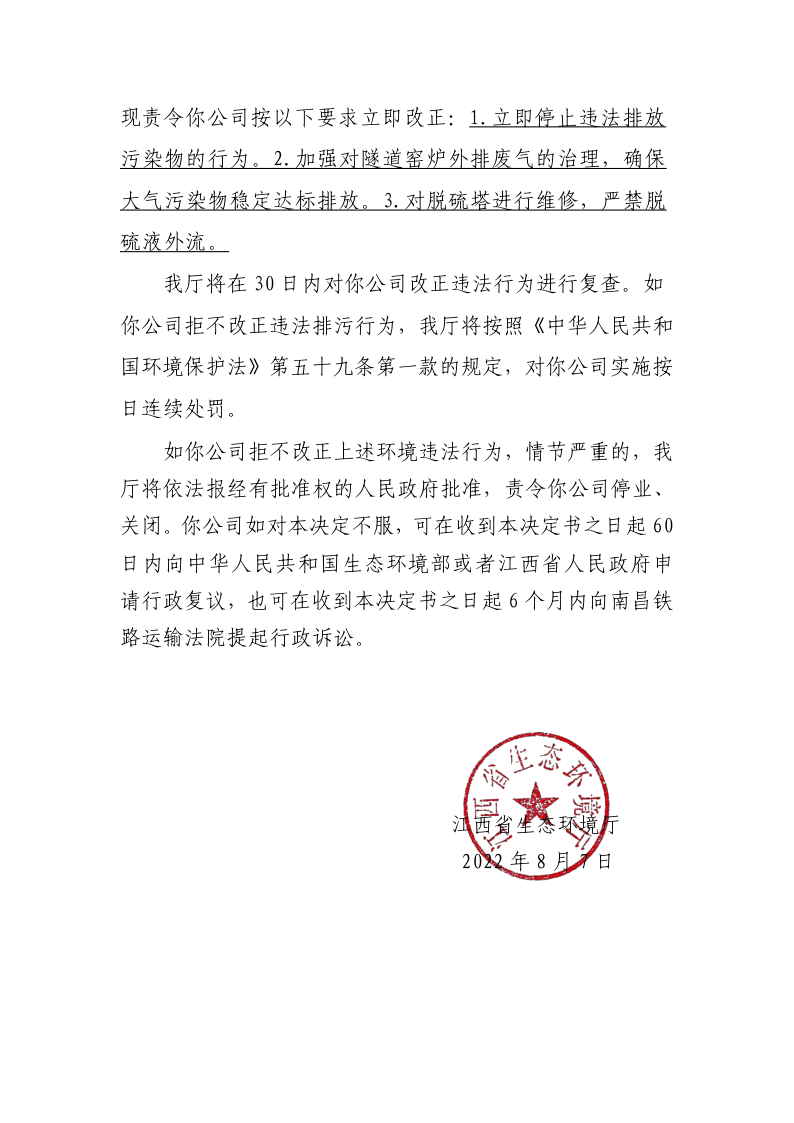 现责令你公司按以下要求立即改正：1.立即停止违法排放
污染物的行为。2.加强对隧道窑炉外排废气的治理，确保
大气污染物稳定达标排放。3.对脱硫塔进行维修，严禁脱
硫液外流。
我厅将在 30 日内对你公司改正违法行为进行复查。如
你公司拒不改正违法排污行为，我厅将按照《中华人民共和
国环境保护法》第五十九条第一款的规定，对你公司实施按
日连续处罚。
如你公司拒不改正上述环境违法行为，情节严重的，我
厅将依法报经有批准权的人民政府批准，责令你公司停业、
关闭。你公司如对本决定不服，可在收到本决定书之日起 60
日内向中华人民共和国生态环境部或者江西省人民政府申
请行政复议，也可在收到本决定书之日起 6 个月内向南昌铁
路运输法院提起行政诉讼。
江西省生态环境厅
江西省生态环境厅
2022 年 8 月 7 日